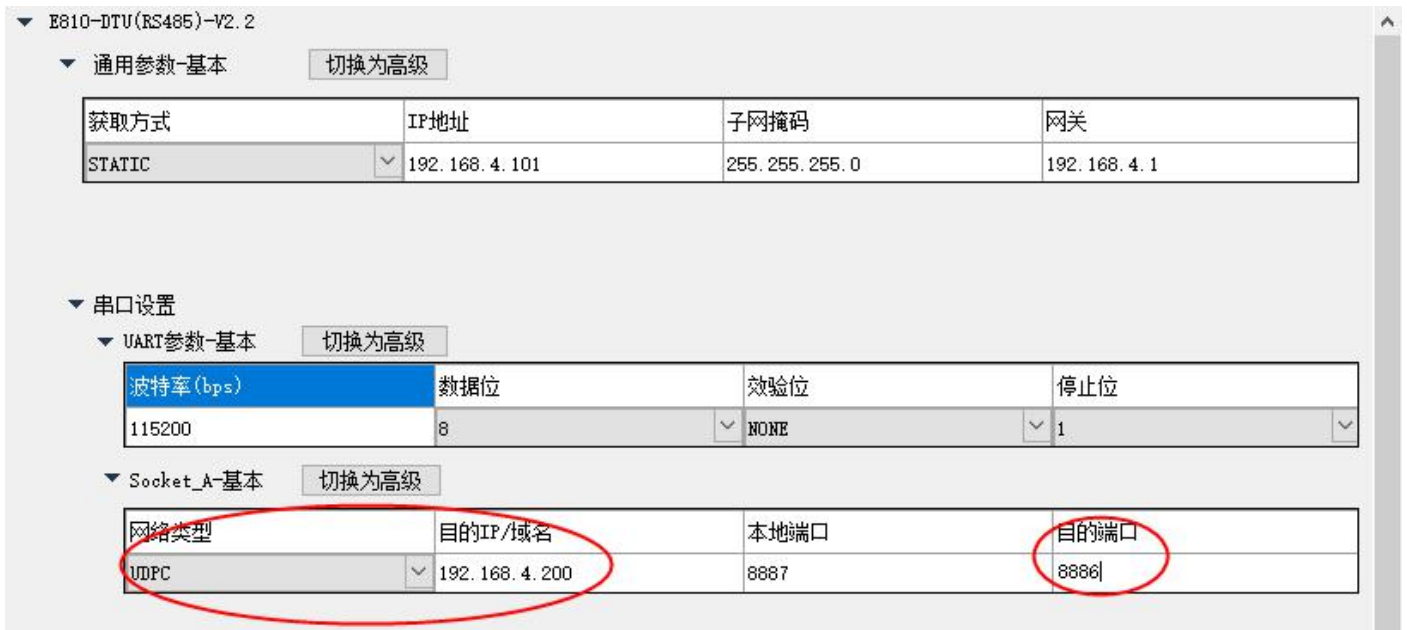 E810-DTU(RS485)-V2.2
通用参数-基本 切换为高级
获取方式 IP地址 子网掩码 网关
STATIC 192.168.4.101 255.255.255.0 192.168.4.1
串口设置
UART参数-基本 切换为高级
波特率(bps) 数据位 效验位 停止位
115200 8 NONE 1
Socket_A-基本 切换为高级
网络类型 目的IP/域名 本地端口 目的端口
UDPC 192.168.4.200 8887 8886